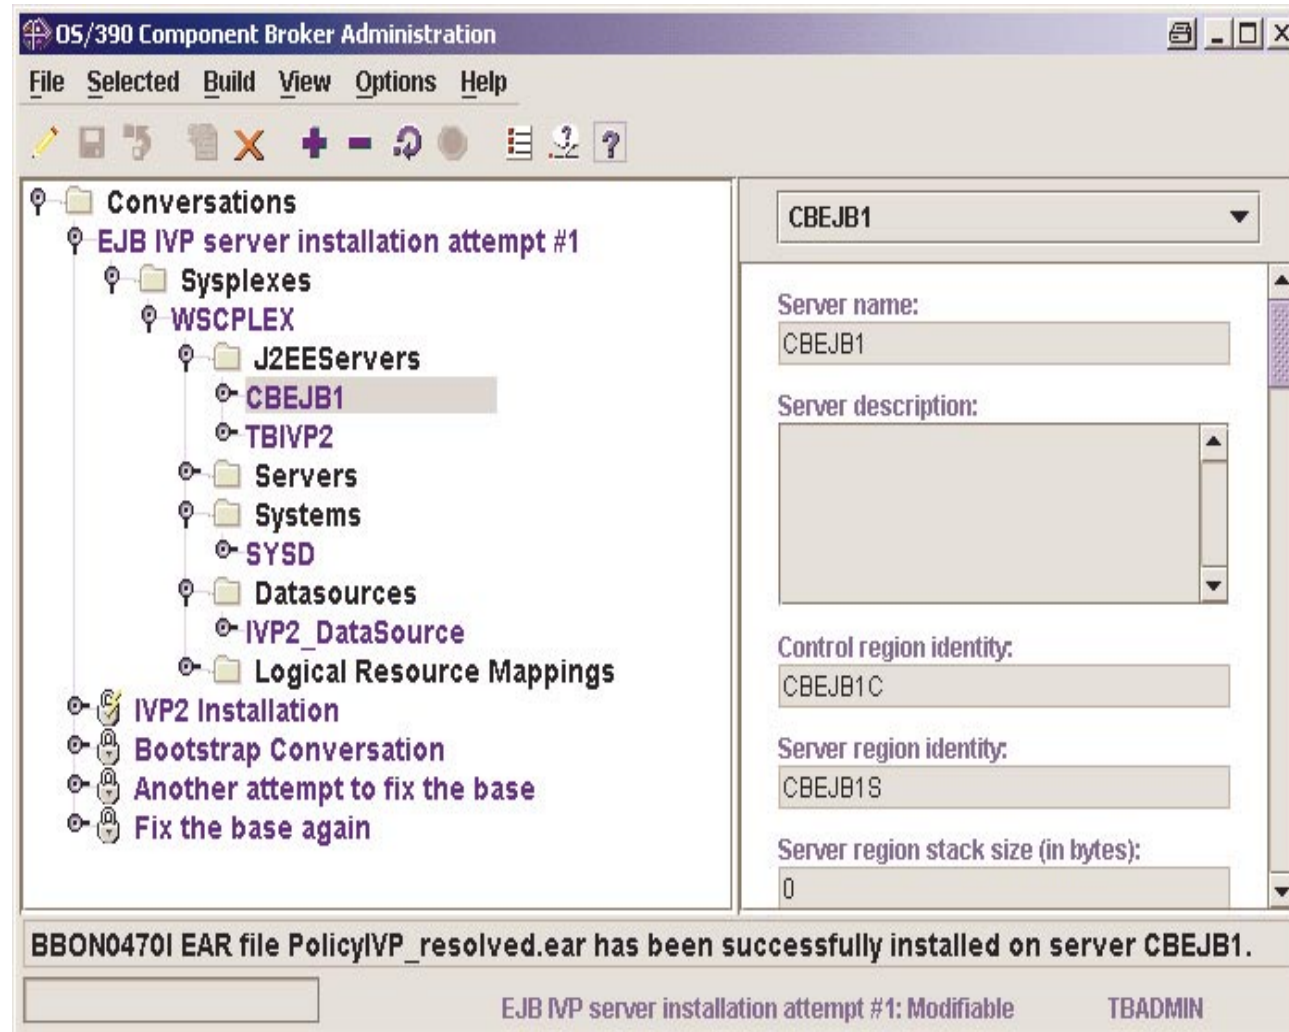 OS/390 Component Broker Administration
File Selected Build View Options Help
Conversations
EJB IVP server installation attempt #1
Sysplexes
WSCPLEX
J2EEServers
CBEJB1
TBIVP2
Servers
Systems
SYSD
Datasources
IVP2_DataSource
Logical Resource Mappings
IVP2 Installation
Bootstrap Conversation
Another attempt to fix the base
Fix the base again
CBEJB1
Server name:
CBEJB1
Server description:
Control region identity:
CBEJB1C
Server region identity:
CBEJB1S
Server region stack size (in bytes):
0
BBON0470I EAR file PolicyIVP_resolved.ear has been successfully installed on server CBEJB1.
EJB IVP server installation attempt #1: Modifiable TBADMIN